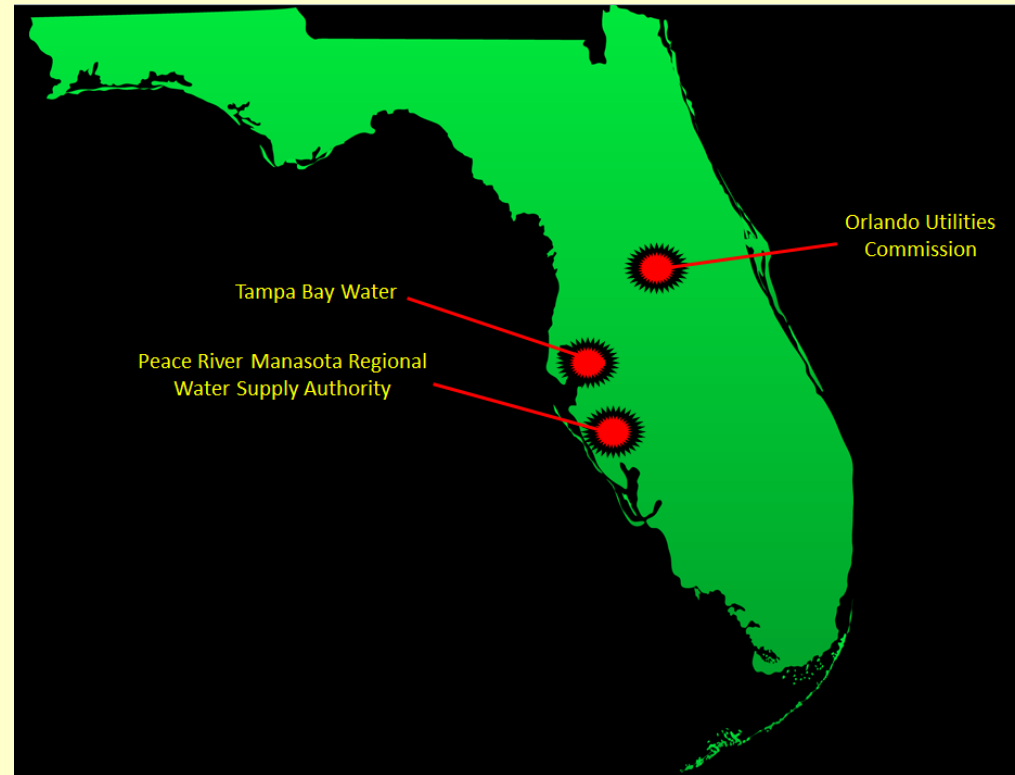 Orlando Utilities
Commission
Tampa Bay Water
Peace River Manasota Regional
Water Supply Authority